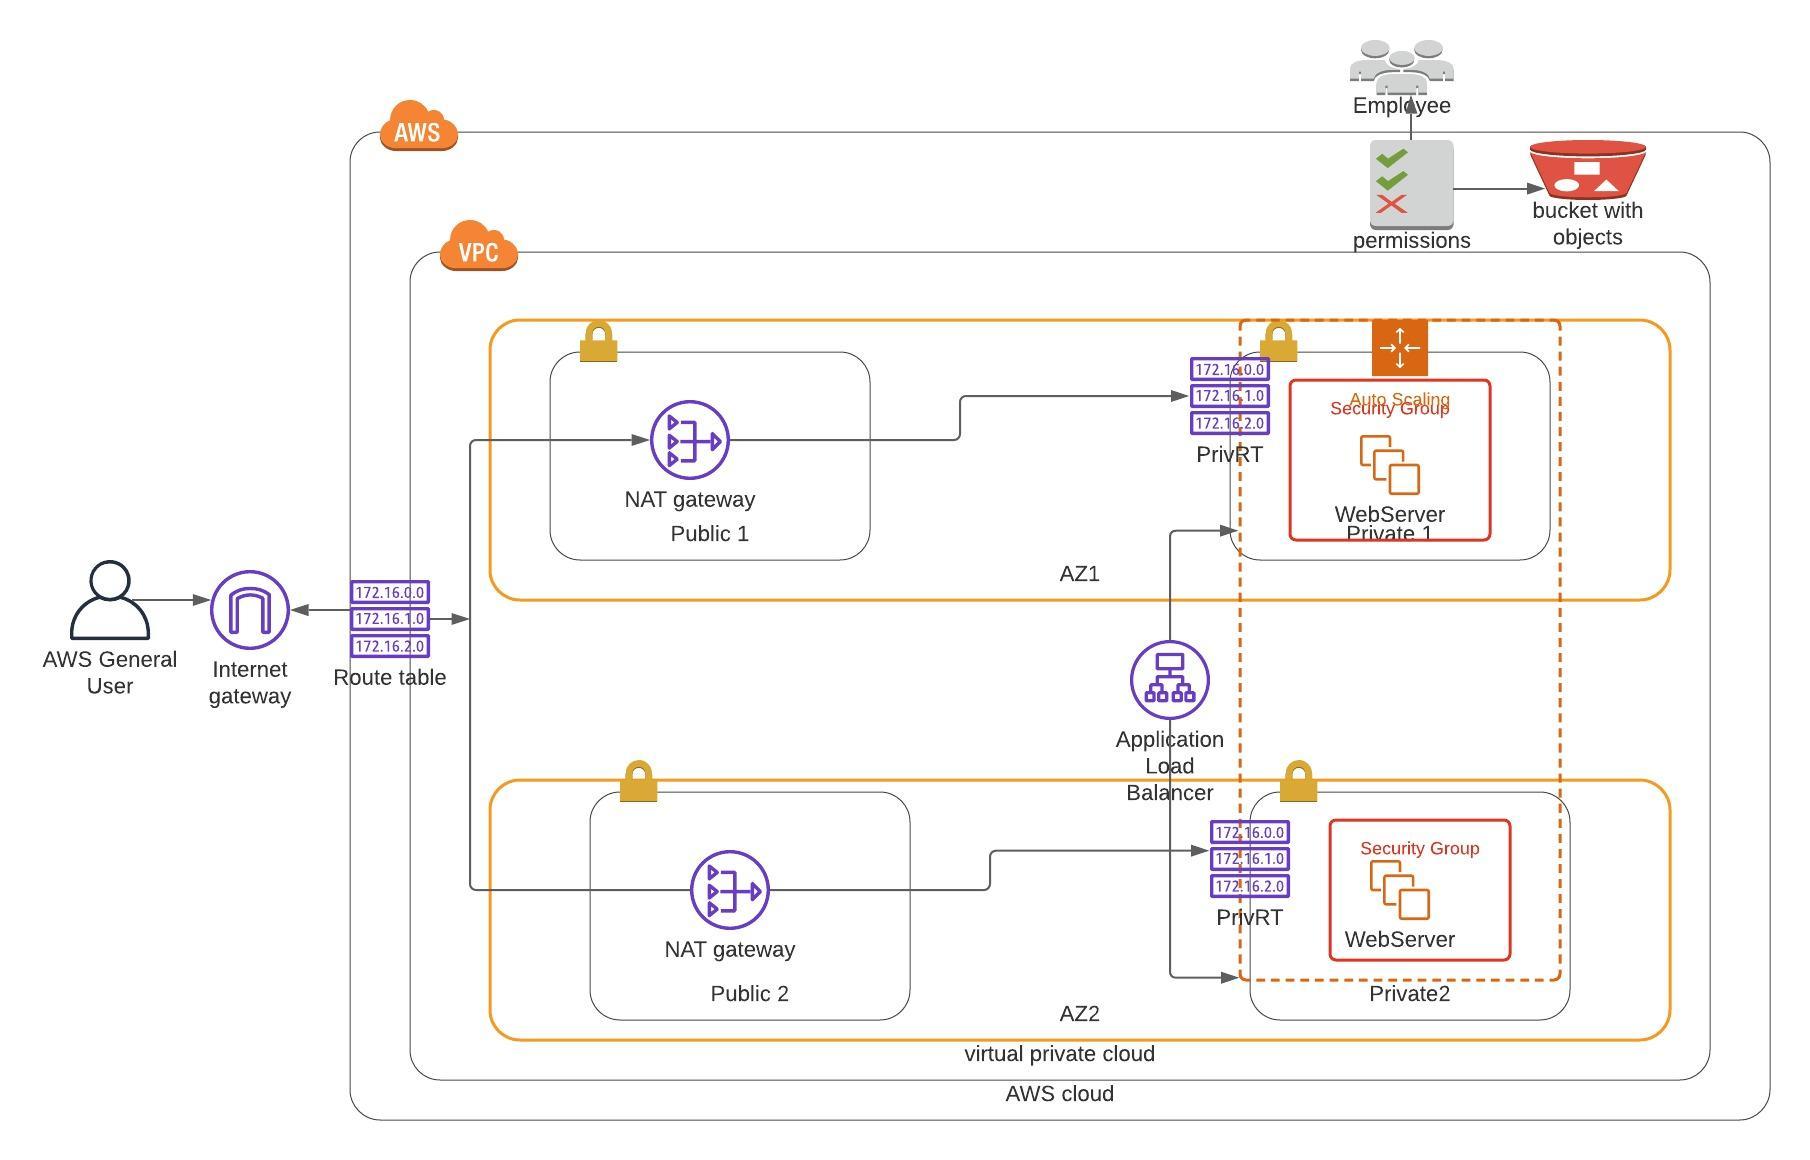 Employee
AWS
permissions
bucket with
objects
VPC
172.16.0.0
172.16.1.0
172.16.2.0
PrivRT
Auto Scaling
Security Group
WebServer
Private 1
NAT gateway
Public 1
AZ1
AWS General
User
Internet
gateway
172.16.0.0
172.16.1.0
172.16.2.0
Route table
Application
Load
Balancer
172.16.0.0
172.16.1.0
172.16.2.0
PrivRT
Security Group
WebServer
Private2
NAT gateway
Public 2
AZ2
virtual private cloud
AWS cloud